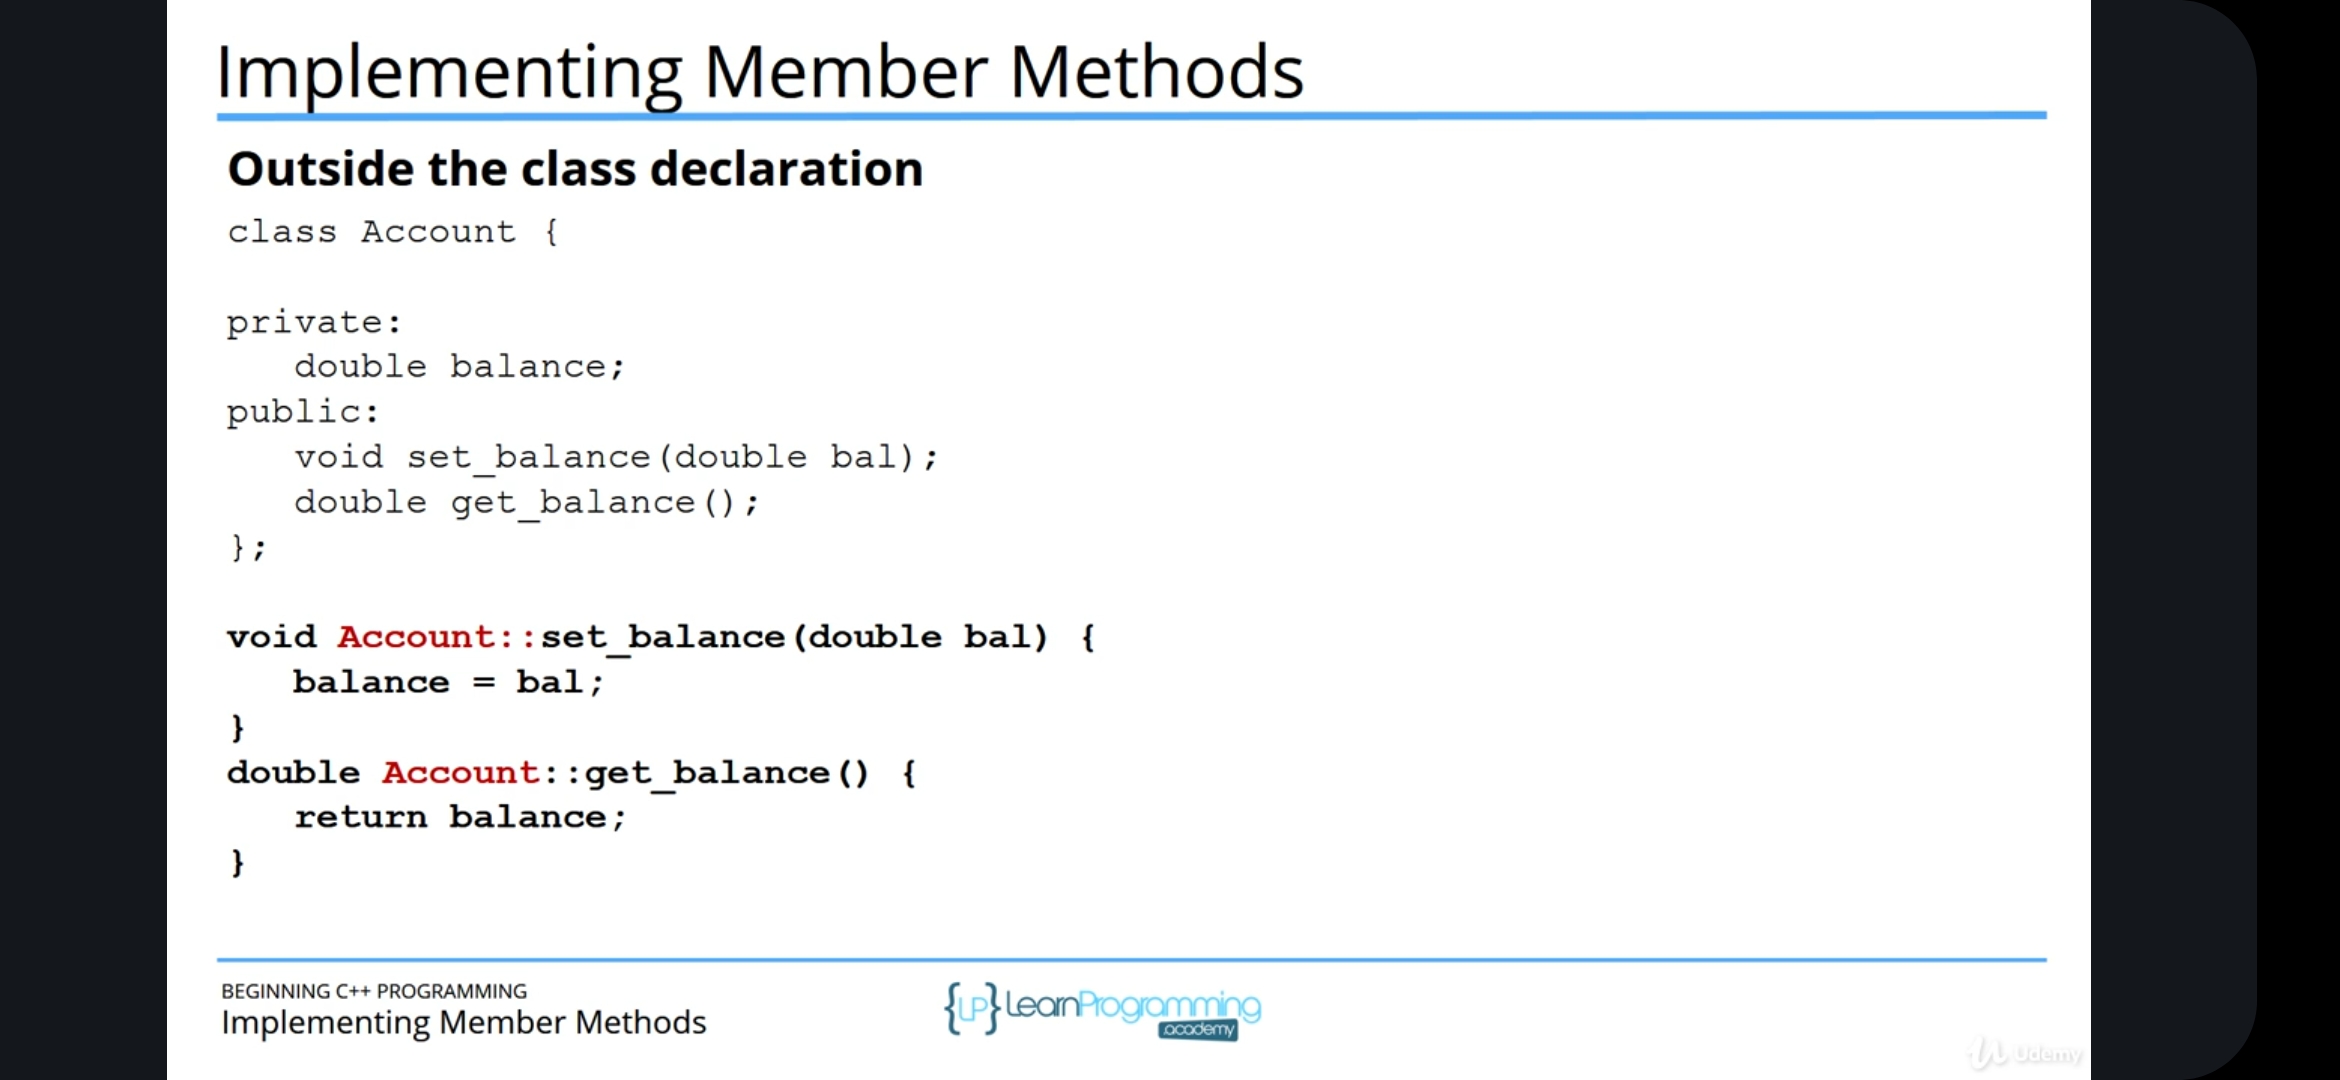 Implementing Member Methods
Outside the class declaration
class Account {
private:
double balance;
public:
void set_balance(double bal);
double get_balance();
};
void Account::set_balance(double bal) {
balance = bal;
}
double Account::get_balance() {
return balance;
}
BEGINNING C++ PROGRAMMING
Implementing Member Methods
{LP} LearnProgramming
academy
Udemy